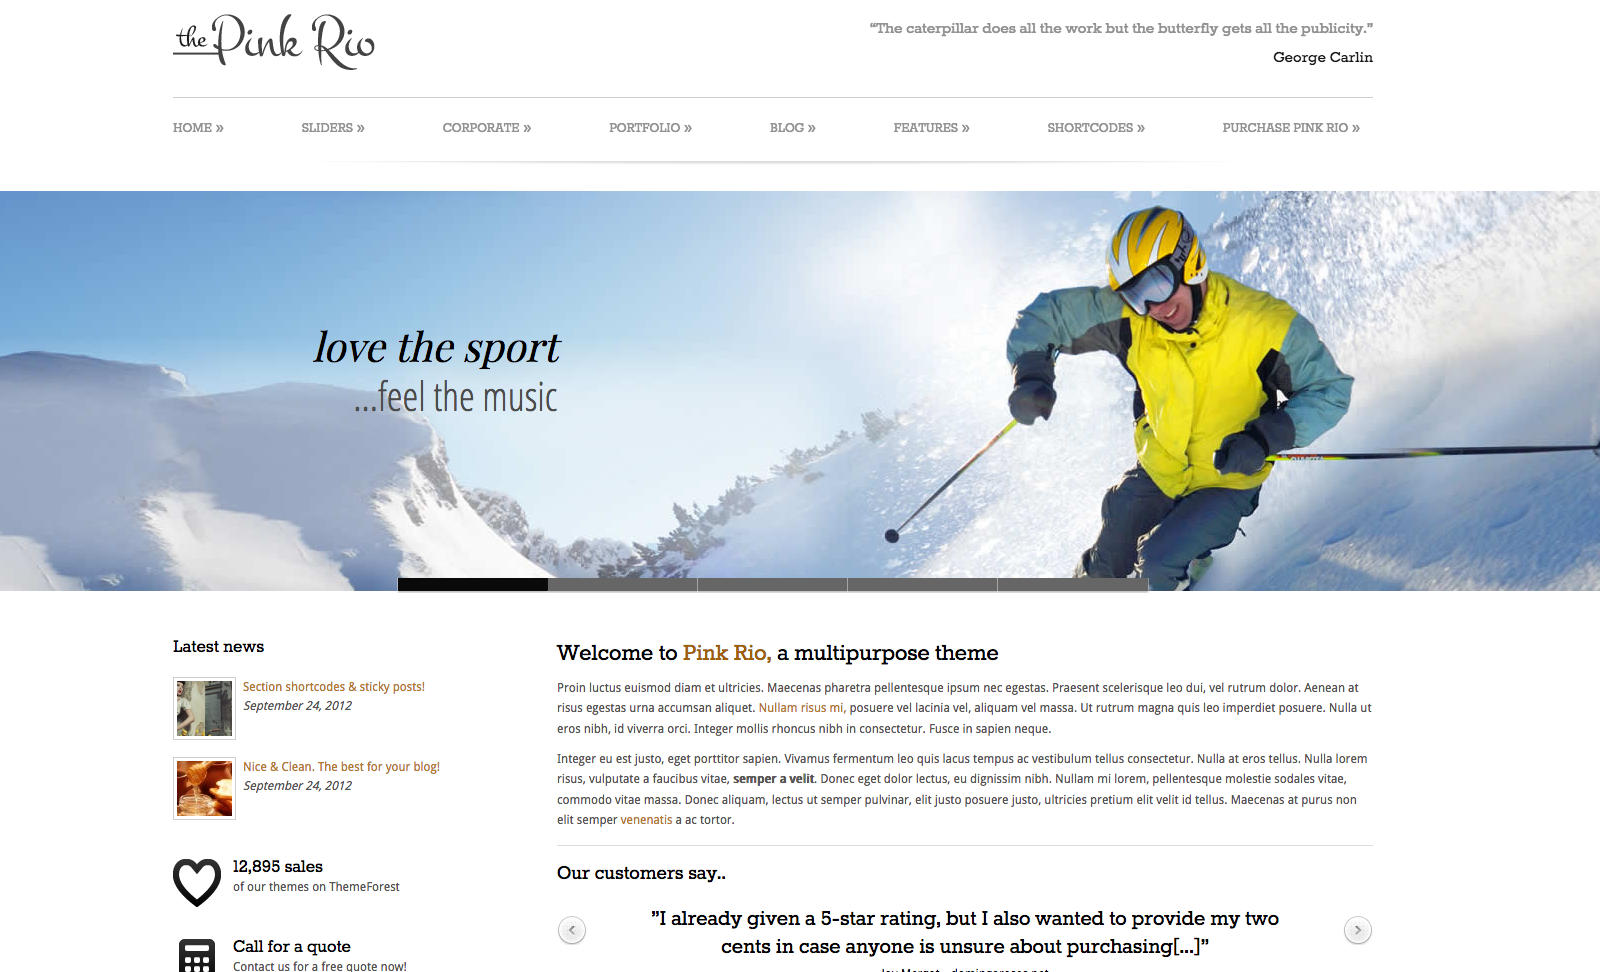 the Pink Rio
“The caterpillar does all the work but the butterfly gets all the publicity.”
George Carlin
HOME »
SLIDERS »
CORPORATE »
PORTFOLIO »
BLOG »
FEATURES »
SHORTCODES »
PURCHASE PINK RIO »
love the sport
...feel the music
Latest news
Section shortcodes & sticky posts!
September 24, 2012
Nice & Clean. The best for your blog!
September 24, 2012
12,895 sales
of our themes on ThemeForest
Call for a quote
Contact us for a free quote now!
Welcome to Pink Rio, a multipurpose theme
Proin luctus euismod diam et ultricies. Maecenas pharetra pellentesque ipsum nec egestas. Praesent scelerisque leo dui, vel rutrum dolor. Aenean at
risus egestas urna accumsan aliquet. Nullam risus mi, posuere vel lacinia vel, aliquam vel massa. Ut rutrum magna quis leo imperdiet posuere. Nulla ut
eros nibh, id viverra orci. Integer mollis rhoncus nibh in consectetur. Fusce in sapien neque.
Integer eu est justo, eget porttitor sapien. Vivamus fermentum leo quis lacus tempus ac vestibulum tellus consectetur. Nulla at eros tellus. Nulla lorem
risus, vulputate a faucibus vitae, semper a velit. Donec eget dolor lectus, eu dignissim nibh. Nullam mi lorem, pellentesque molestie sodales vitae,
commodo vitae massa. Donec aliquam, lectus ut semper pulvinar, elit justo posuere justo, ultricies pretium elit velit id tellus. Maecenas at purus non
elit semper venenatis a ac tortor.
Our customers say..
”I already given a 5-star rating, but I also wanted to provide my two
cents in case anyone is unsure about purchasing[...]”